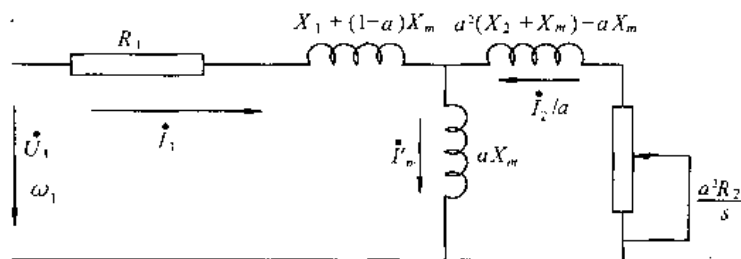 R₁
X₁+(1-a)Xₘ
a²(X₂+Xₘ)-aXₘ
U̇₁
ω₁
İ₁
İ'ₘ
aXₘ
İ₂/a
a²R₂
s